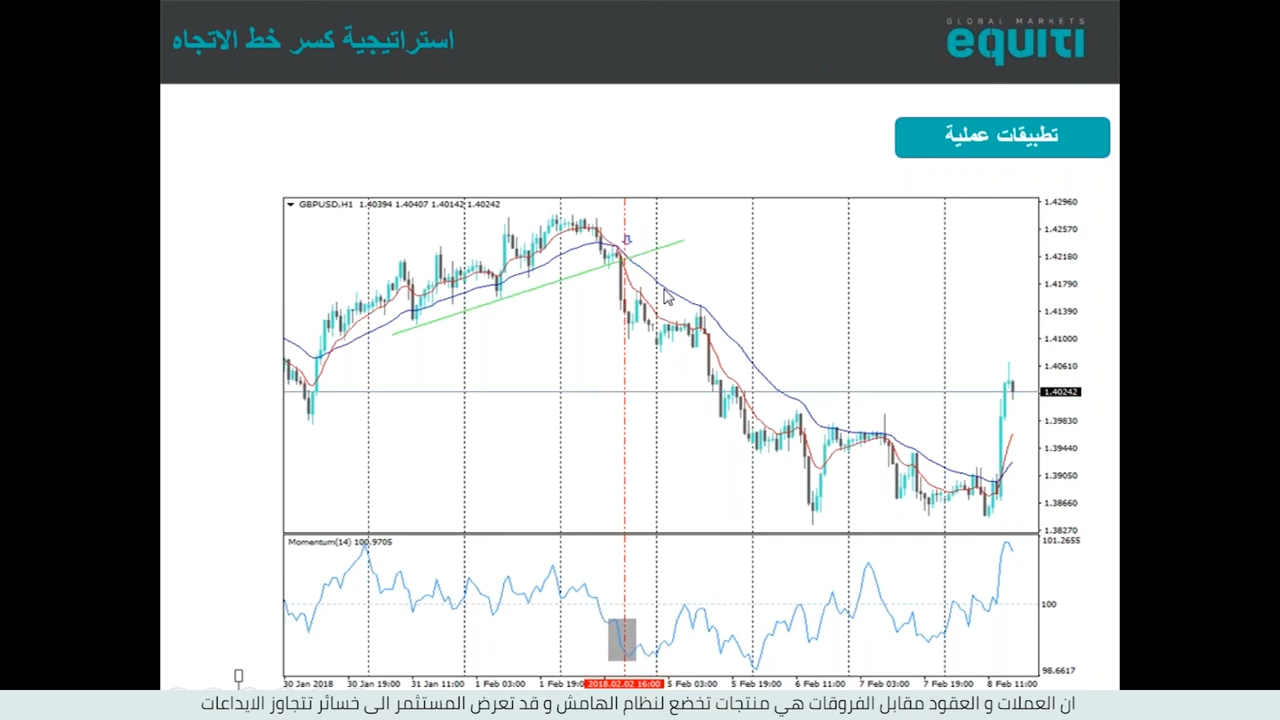 استراتيجية كسر خط الاتجاه
GLOBAL MARKETS
equiti
تطبيقات عملية
GBPUSD,H1 1.40394 1.40407 1.40142 1.40242
1.42960
1.42570
1.42180
1.41790
1.41390
1.41000
1.40610
1.40242
1.39830
1.39440
1.39050
1.38660
1.38270
Momentum(14) 100.9705
101.2655
100
98.6617
30 Jan 2018 30 Jan 19:00 31 Jan 11:00 1 Feb 03:00 1 Feb 19:00 2018.02.02 16:00 5 Feb 03:00 5 Feb 19:00 6 Feb 11:00 7 Feb 03:00 7 Feb 19:00 8 Feb 11:00
ان العملات و العقود مقابل الفروقات هي منتجات تخضع لنظام الهامش و قد تعرض المستثمر الى خسائر تتجاوز الايداعات